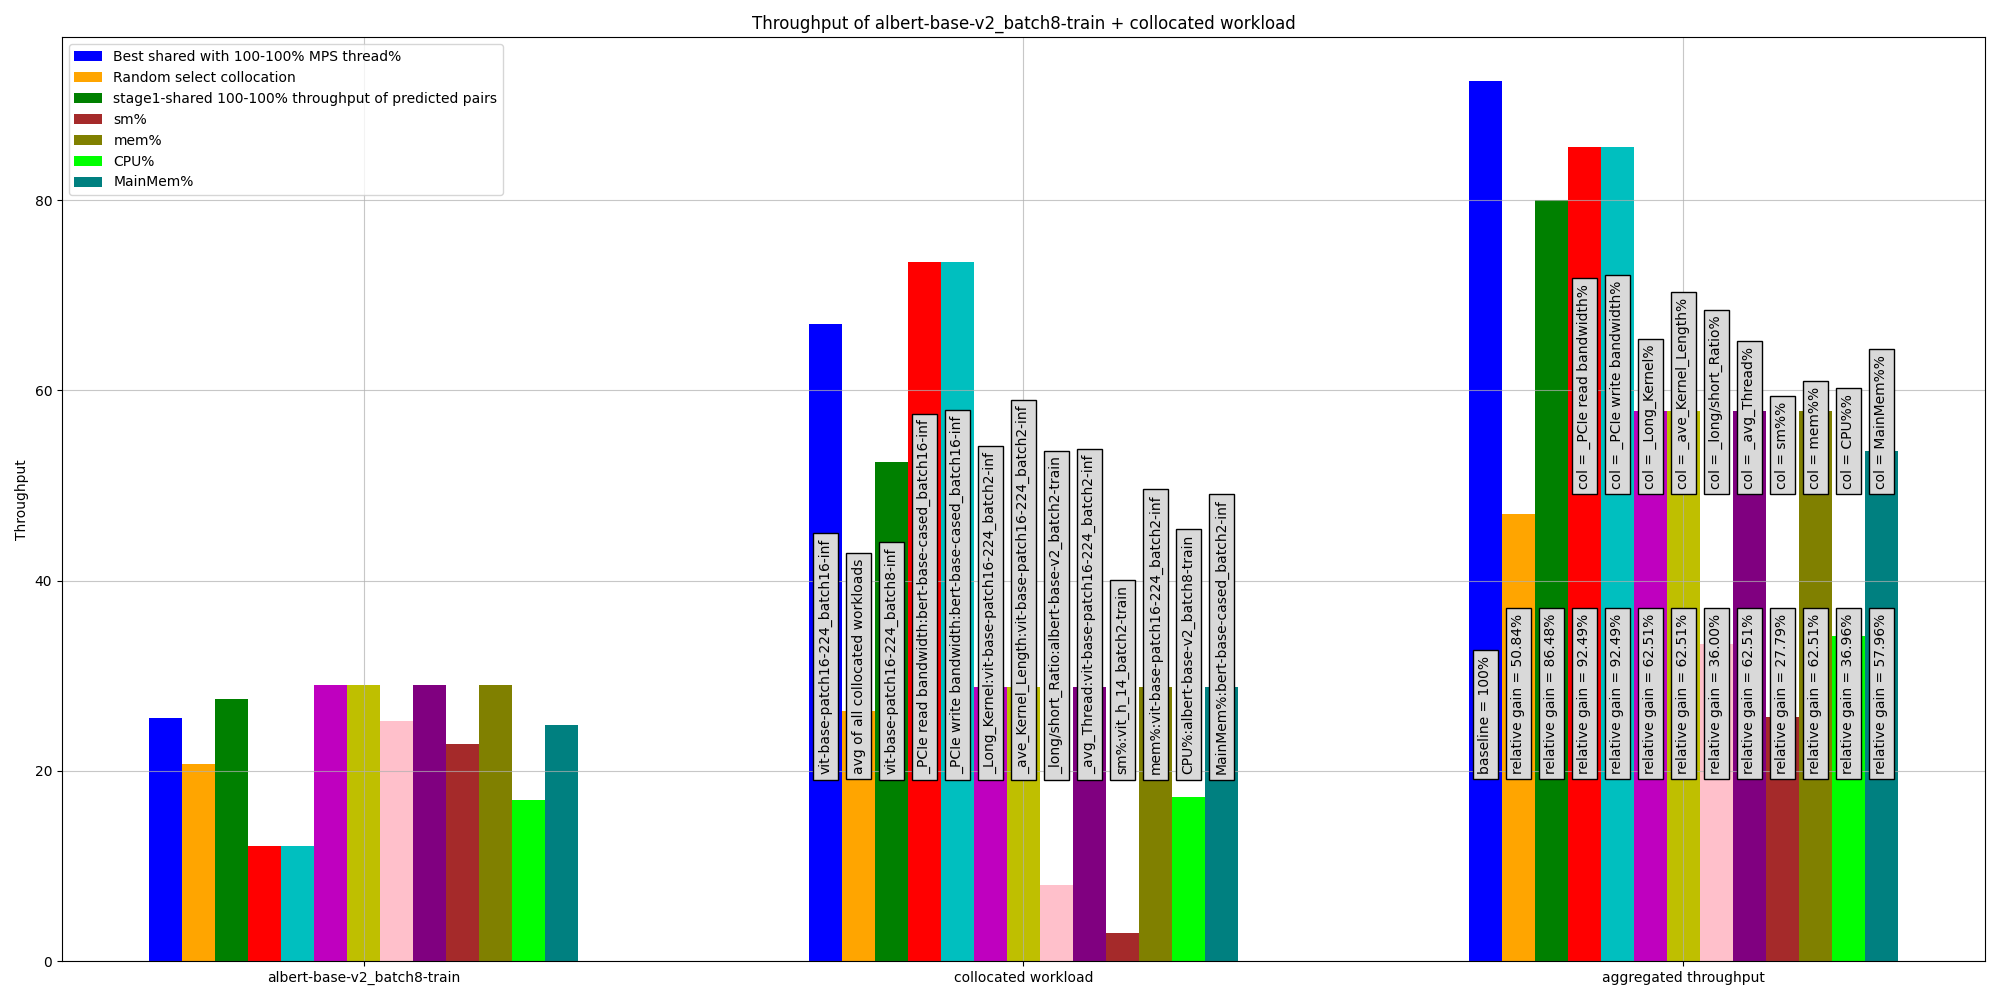 Throughput of albert-base-v2_batch8-train + collocated workload
Best shared with 100-100% MPS thread%
Random select collocation
stage1-shared 100-100% throughput of predicted pairs
sm%
mem%
CPU%
MainMem%
Throughput
80
60
40
20
0
vit-base-patch16-224_batch16-inf
avg of all collocated workloads
vit-base-patch16-224_batch8-inf
_PCIe read bandwidth:bert-base-cased_batch16-inf
_PCIe write bandwidth:bert-base-cased_batch16-inf
_Long_Kernel:vit-base-patch16-224_batch2-inf
_ave_Kernel_Length:vit-base-patch16-224_batch2-inf
_long/short_Ratio:albert-base-v2_batch2-train
_avg_Thread:vit-base-patch16-224_batch2-inf
sm%:vit_h_14_batch2-train
mem%:vit-base-patch16-224_batch2-inf
CPU%:albert-base-v2_batch8-train
MainMem%:bert-base-cased_batch2-inf
col = _PCIe read bandwidth%
col = _PCIe write bandwidth%
col = _Long_Kernel%
col = _ave_Kernel_Length%
col = _long/short_Ratio%
col = _avg_Thread%
col = sm%%
col = mem%%
col = CPU%%
col = MainMem%%
baseline = 100%
relative gain = 50.84%
relative gain = 86.48%
relative gain = 92.49%
relative gain = 92.49%
relative gain = 62.51%
relative gain = 62.51%
relative gain = 36.00%
relative gain = 62.51%
relative gain = 27.79%
relative gain = 62.51%
relative gain = 36.96%
relative gain = 57.96%
albert-base-v2_batch8-train
collocated workload
aggregated throughput